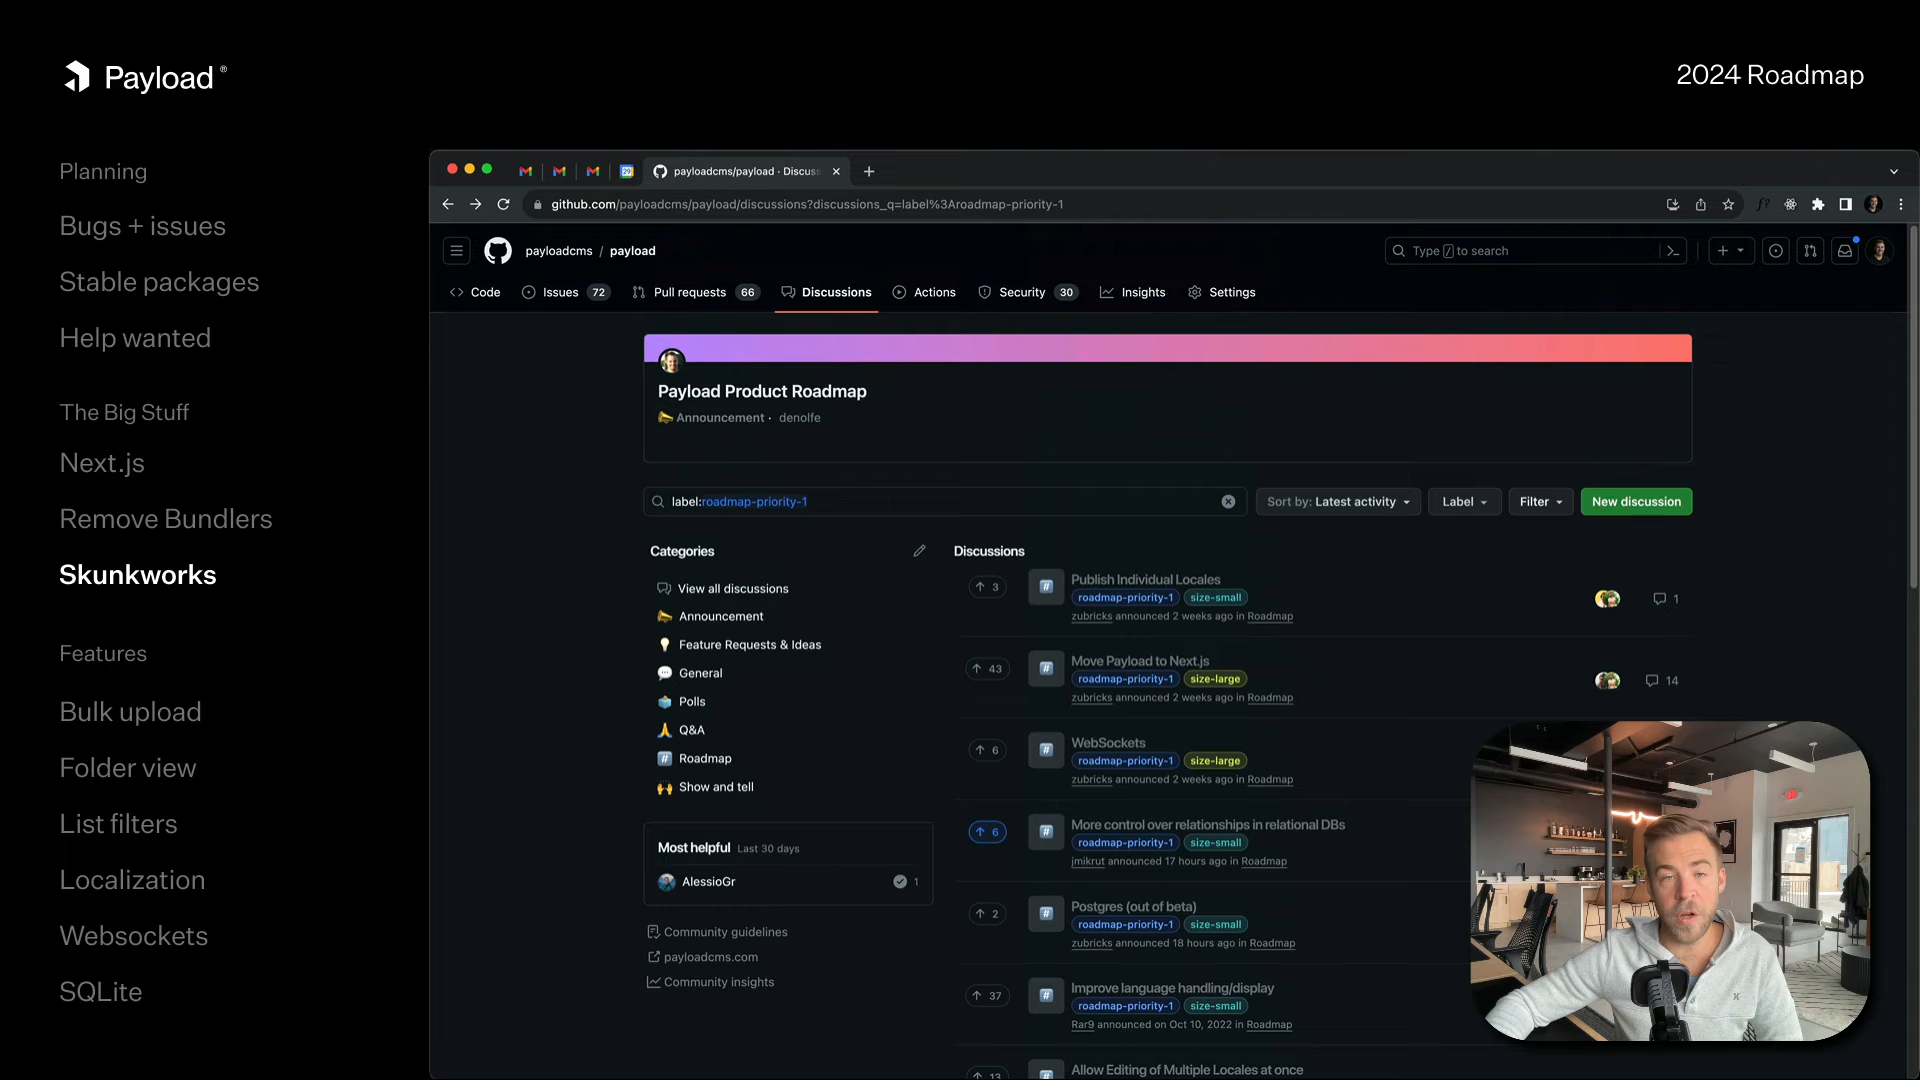 Payload®
2024 Roadmap
Planning
Bugs + issues
Stable packages
Help wanted
The Big Stuff
Next.js
Remove Bundlers
Skunkworks
Features
Bulk upload
Folder view
List filters
Localization
Websockets
SQLite
29
payloadcms/payload · Discuss
github.com/payloadcms/payload/discussions?discussions_q=label%3Aroadmap-priority-1
f?
payloadcms / payload
Type / to search
Code
Issues 72
Pull requests 66
Discussions
Actions
Security 30
Insights
Settings
Payload Product Roadmap
Announcement · denolfe
label:roadmap-priority-1
Sort by: Latest activity
Label
Filter
New discussion
Categories
View all discussions
Announcement
Feature Requests & Ideas
General
Polls
Q&A
Roadmap
Show and tell
Most helpful Last 30 days
AlessioGr 1
Community guidelines
payloadcms.com
Community insights
Discussions
3 # Publish Individual Locales
roadmap-priority-1 size-small
zubricks announced 2 weeks ago in Roadmap
1
43 # Move Payload to Next.js
roadmap-priority-1 size-large
zubricks announced 2 weeks ago in Roadmap
14
6 # WebSockets
roadmap-priority-1 size-large
zubricks announced 2 weeks ago in Roadmap
6 # More control over relationships in relational DBs
roadmap-priority-1 size-small
jmikrut announced 17 hours ago in Roadmap
2 # Postgres (out of beta)
roadmap-priority-1 size-small
zubricks announced 18 hours ago in Roadmap
37 # Improve language handling/display
roadmap-priority-1 size-small
Rar9 announced on Oct 10, 2022 in Roadmap
13 # Allow Editing of Multiple Locales at once